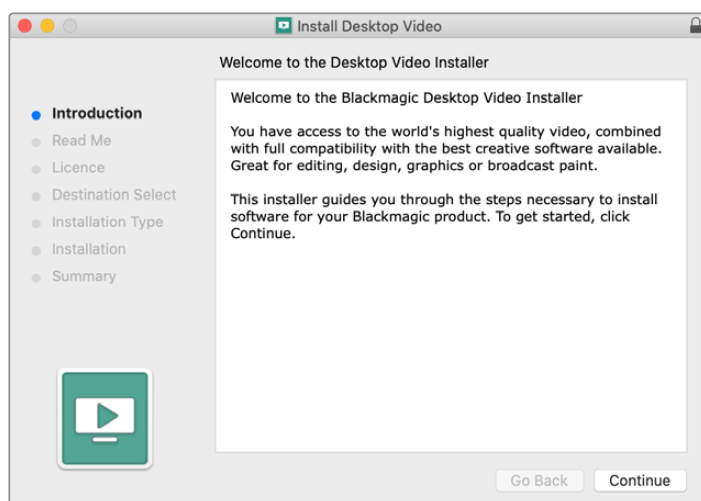 Install Desktop Video
Welcome to the Desktop Video Installer
Introduction
Read Me
Licence
Destination Select
Installation Type
Installation
Summary
Welcome to the Blackmagic Desktop Video Installer
You have access to the world's highest quality video, combined
with full compatibility with the best creative software available.
Great for editing, design, graphics or broadcast paint.
This installer guides you through the steps necessary to install
software for your Blackmagic product. To get started, click
Continue.
Go Back
Continue